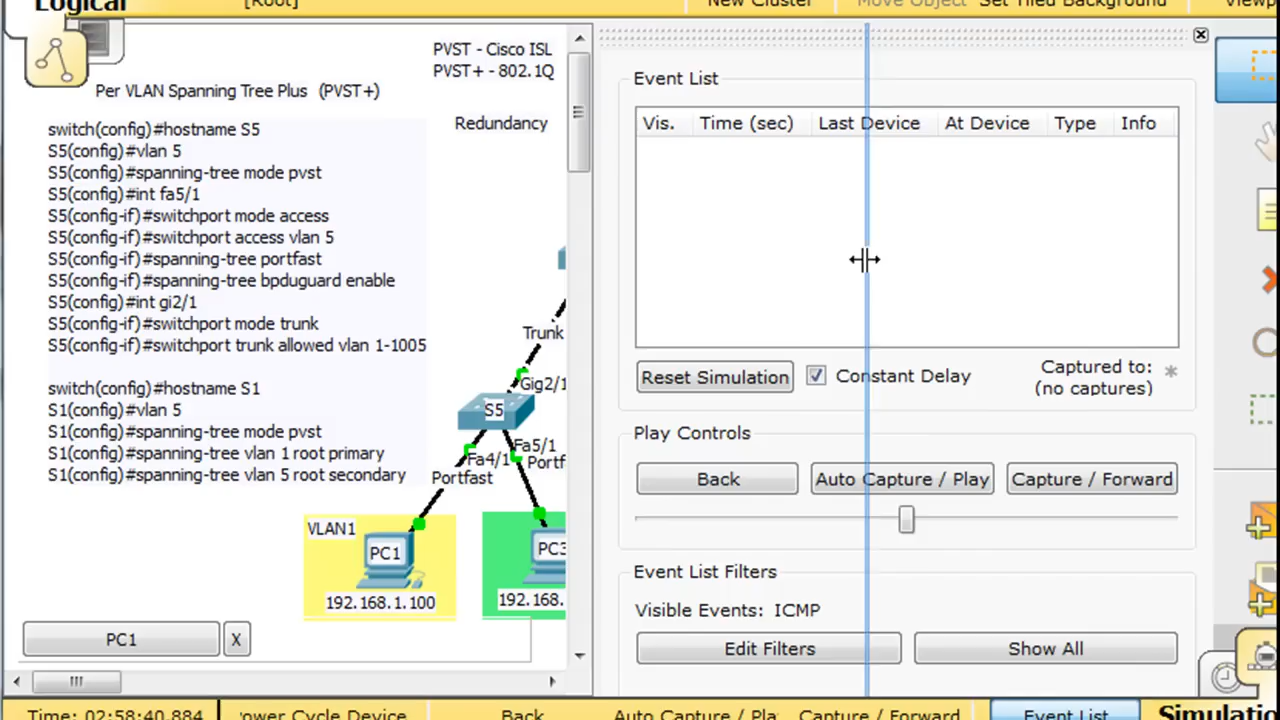 Logical
[Root]
New Cluster
Move Object
Set Tiled Background
Viewp
PVST - Cisco ISL
PVST+ - 802.1Q
Per VLAN Spanning Tree Plus (PVST+)
Redundancy
switch(config)#hostname S5
S5(config)#vlan 5
S5(config)#spanning-tree mode pvst
S5(config)#int fa5/1
S5(config-if)#switchport mode access
S5(config-if)#switchport access vlan 5
S5(config-if)#spanning-tree portfast
S5(config-if)#spanning-tree bpduguard enable
S5(config-if)#int gi2/1
S5(config-if)#switchport mode trunk
S5(config-if)#switchport trunk allowed vlan 1-1005
switch(config)#hostname S1
S1(config)#vlan 5
S1(config)#spanning-tree mode pvst
S1(config)#spanning-tree vlan 1 root primary
S1(config)#spanning-tree vlan 5 root secondary
Trunk
Gig2/1
S5
Fa4/1
Fa5/1
Portfast
Portf
VLAN1
PC1
192.168.1.100
PC3
192.168.
PC1
X
Event List
Vis. Time (sec) Last Device At Device Type Info
Reset Simulation
Constant Delay
Captured to:
(no captures)
*
Play Controls
Back
Auto Capture / Play
Capture / Forward
Event List Filters
Visible Events: ICMP
Edit Filters
Show All
Time: 02:58:40.884
ower Cycle Device
Back
Auto Capture / Pla
Capture / Forward
Event List
Simulatio